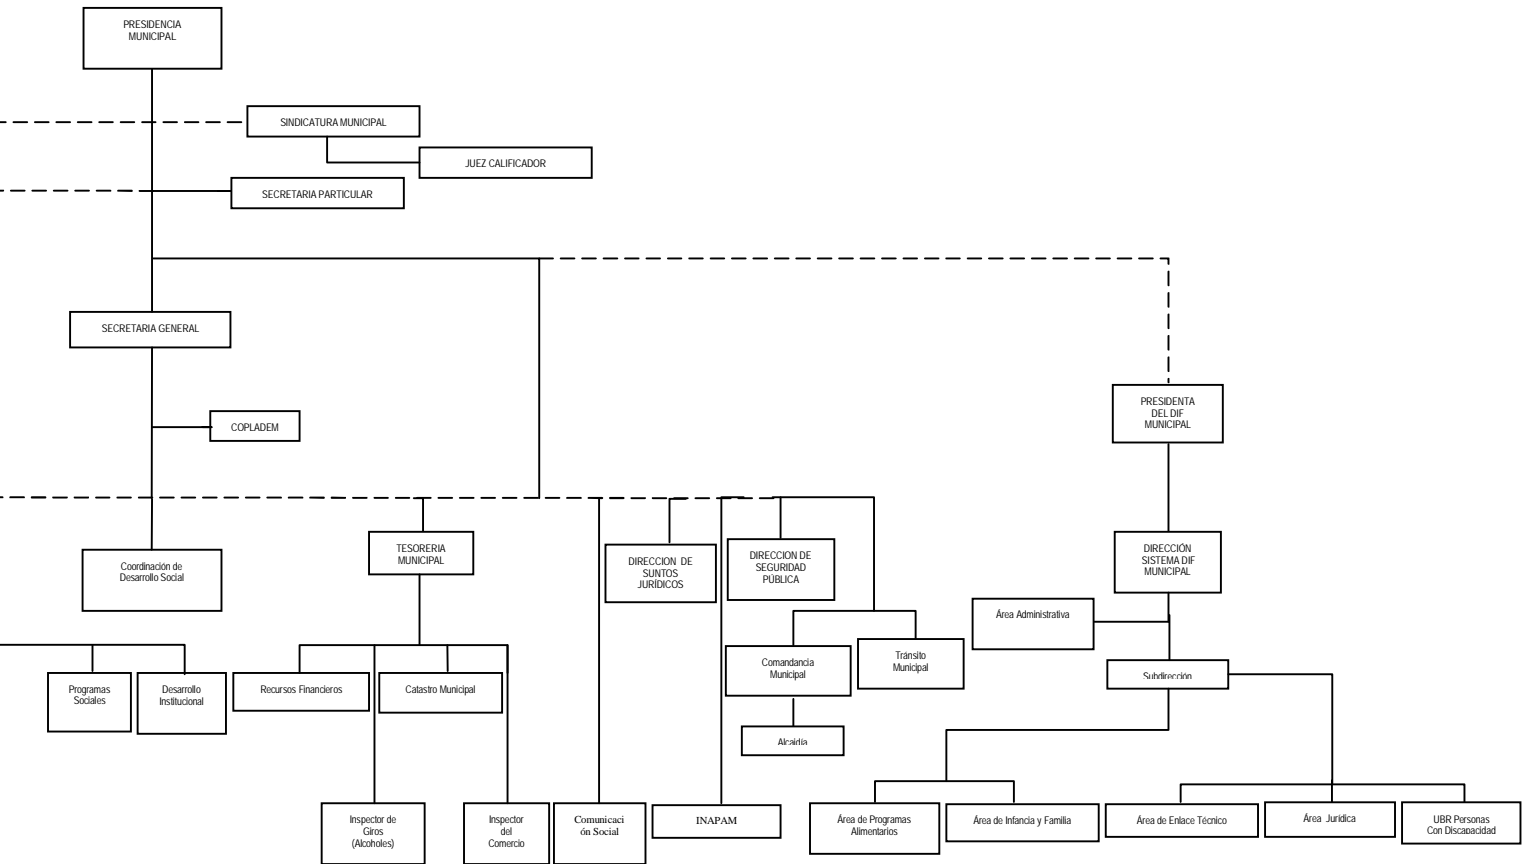 PRESIDENCIA
MUNICIPAL
SINDICATURA MUNICIPAL
JUEZ CALIFICADOR
SECRETARIA PARTICULAR
SECRETARIA GENERAL
COPLADEM
PRESIDENTA
DEL DIF
MUNICIPAL
Coordinación de
Desarrollo Social
TESORERIA
MUNICIPAL
DIRECCION DE
SUNTOS
JURÍDICOS
DIRECCION DE
SEGURIDAD
PÚBLICA
DIRECCIÓN
SISTEMA DIF
MUNICIPAL
Área Administrativa
Programas
Sociales
Desarrollo
Institucional
Recursos Financieros
Catastro Municipal
Comandancia
Municipal
Tránsito
Municipal
Subdirección
Alcaidía
Inspector de
Giros
(Alcoholes)
Inspector
del
Comercio
Comunicaci
ón Social
INAPAM
Área de Programas
Alimentarios
Área de Infancia y Familia
Área de Enlace Técnico
Área Jurídica
UBR Personas
Con Discapacidad